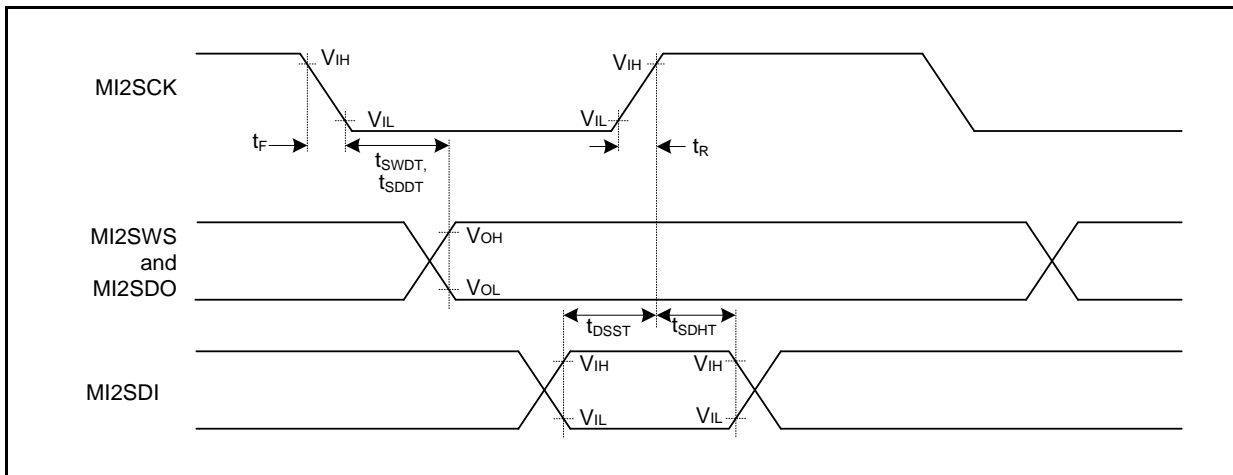 MI2SCK
VIH
VIL
tF
tSWDT,
tSDDT
VIH
VIL
tR
MI2SWS
and
MI2SDO
VOH
VOL
tDSST
tSDHT
MI2SDI
VIH
VIL
VIH
VIL